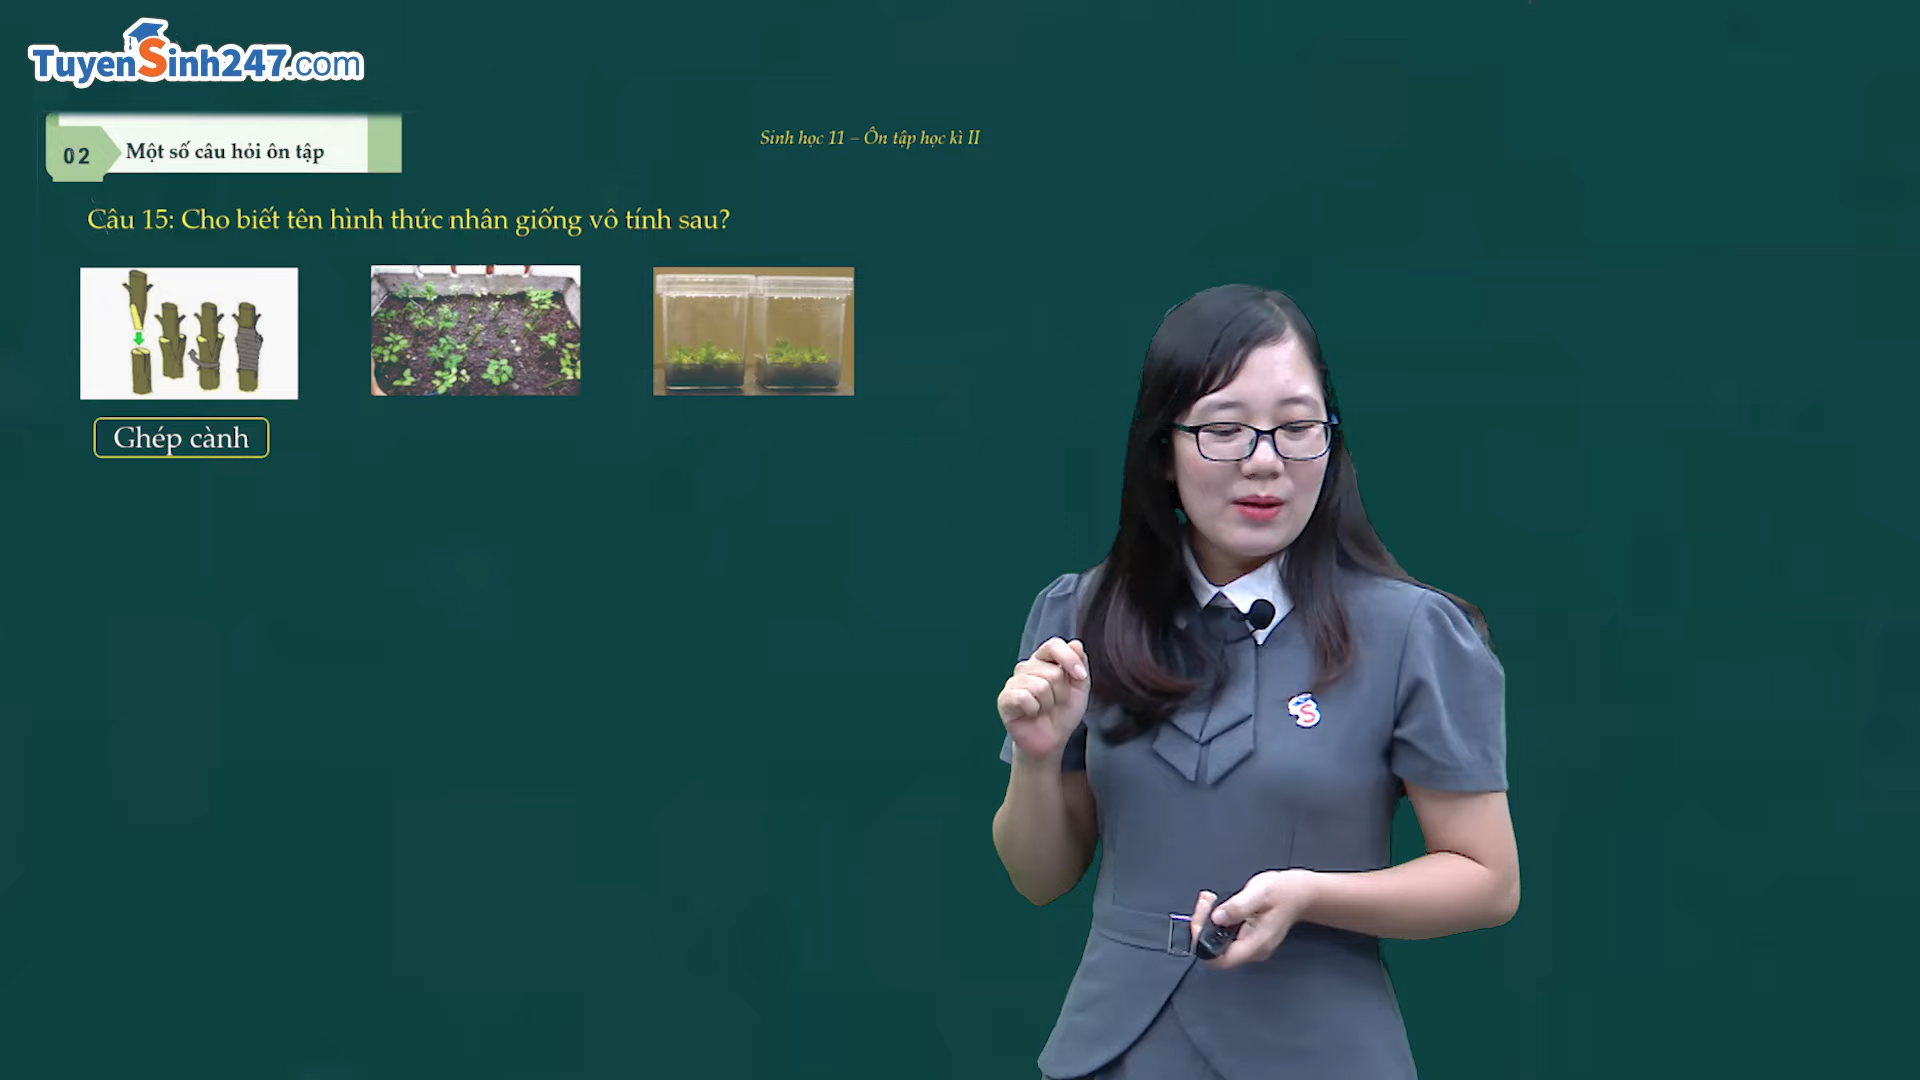 TuyenSinh247.com
02
Một số câu hỏi ôn tập
Sinh học 11 – Ôn tập học kì II
Câu 15: Cho biết tên hình thức nhân giống vô tính sau?
Ghép cành
S